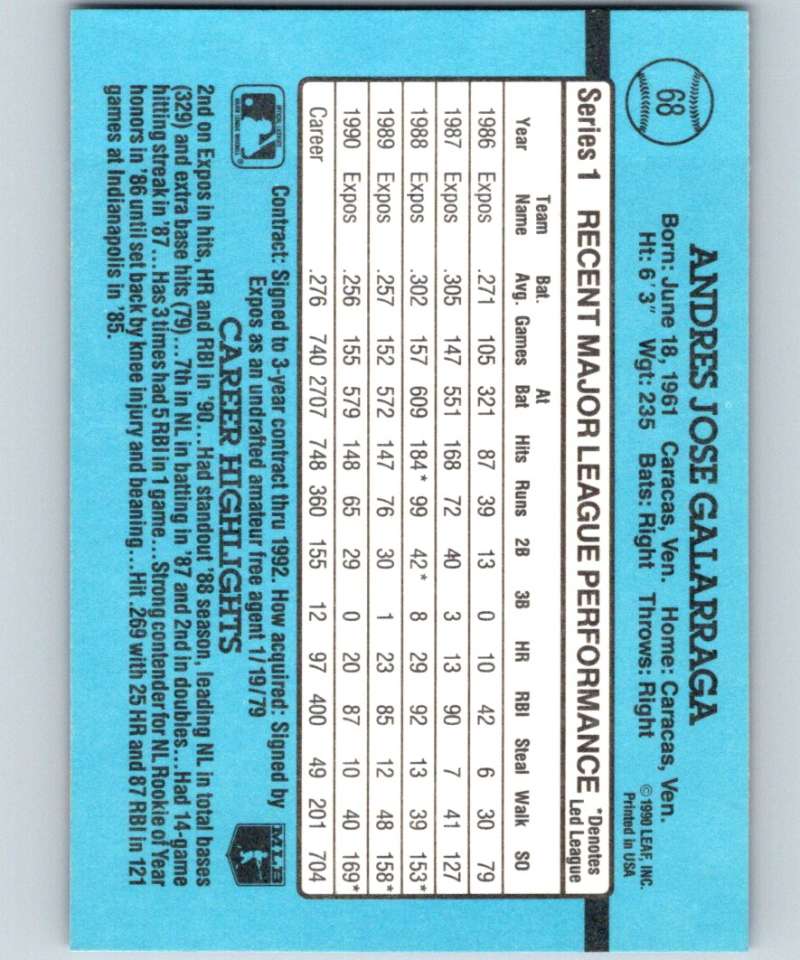 68
ANDRES JOSE GALARRAGA
Born: June 18, 1961 Caracas, Ven. Home: Caracas, Ven.
Ht: 6'3" Wgt: 235 Bats: Right Throws: Right
©1990 LEAF, INC.
Printed in USA
Series 1 RECENT MAJOR LEAGUE PERFORMANCE *Denotes Led League
Year Team Name Bat. Avg. Games At Bat Hits Runs 2B 3B HR RBI Steal Walk SO
1986 Expos .271 105 321 87 39 13 0 10 42 6 30 79
1987 Expos .305 147 551 168 72 40 3 13 90 7 41 127
1988 Expos .302 157 609 184* 99 42* 8 29 92 13 39 153*
1989 Expos .257 152 572 147 76 30 1 23 85 12 48 158*
1990 Expos .256 155 579 148 65 29 0 20 87 10 40 169*
Career .276 740 2707 748 360 155 12 97 400 49 201 704
Contract: Signed to 3-year contract thru 1992. How acquired: Signed by
Expos as an undrafted amateur free agent 1/19/79
MLB
CAREER HIGHLIGHTS
2nd on Expos in hits, HR and RBI in '90...Had standout '88 season, leading NL in total bases
(329) and extra base hits (79)...7th in NL in batting in '87 and 2nd in doubles...Had 14-game
hitting streak in '87...Has 3 times had 5 RBI in 1 game...Strong contender for NL Rookie of Year
honors in '86 until set back by knee injury and beaning...Hit .269 with 25 HR and 87 RBI in 121
games at Indianapolis in '85.